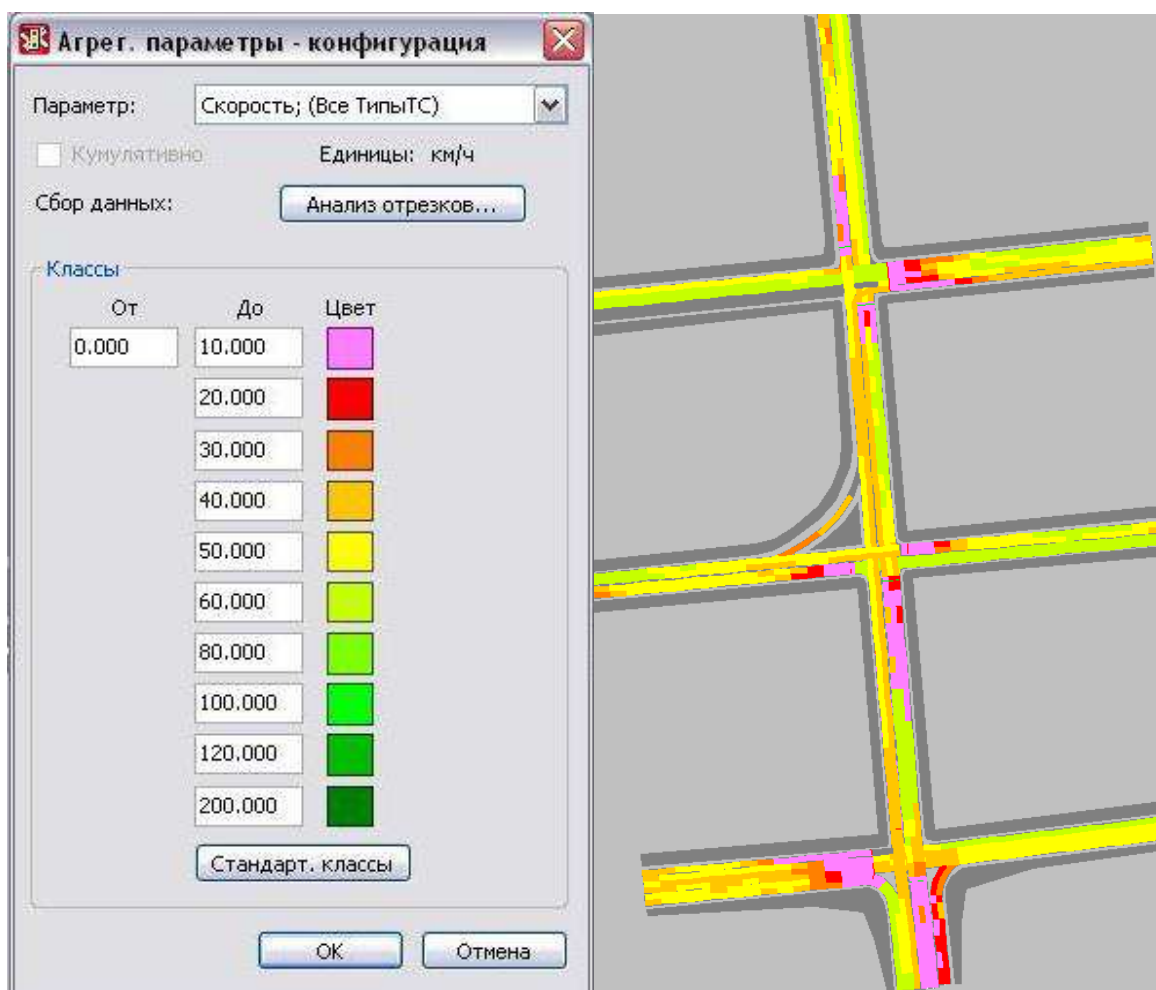 Агрег. параметры - конфигурация
Параметр: Скорость; (Все ТипыТС)
Кумулятивно Единицы: км/ч
Сбор данных: Анализ отрезков...
Классы
От До Цвет
0.000 10.000
20.000
30.000
40.000
50.000
60.000
80.000
100.000
120.000
200.000
Стандарт. классы
OK Отмена